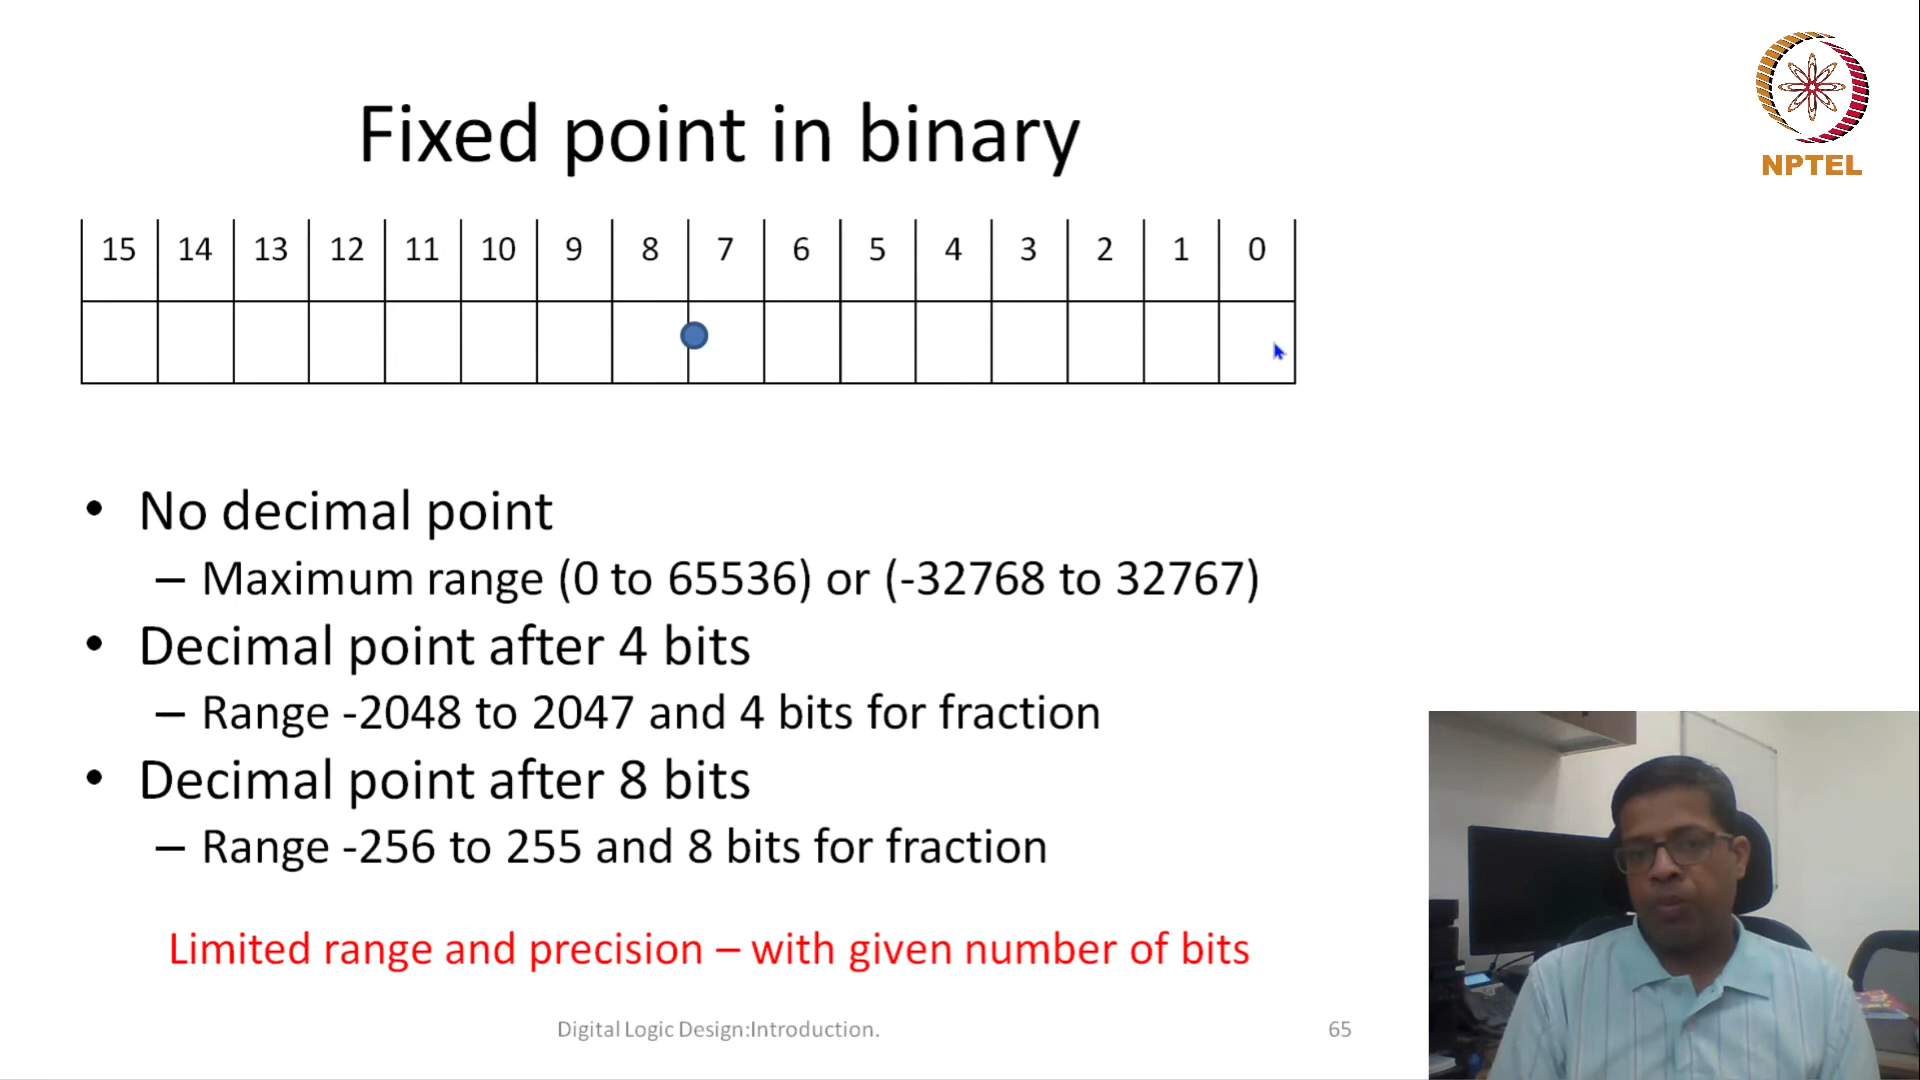 NPTEL
Fixed point in binary
15 14 13 12 11 10 9 8 7 6 5 4 3 2 1 0
• No decimal point
– Maximum range (0 to 65536) or (-32768 to 32767)
• Decimal point after 4 bits
– Range -2048 to 2047 and 4 bits for fraction
• Decimal point after 8 bits
– Range -256 to 255 and 8 bits for fraction
Limited range and precision – with given number of bits
Digital Logic Design:Introduction.
65